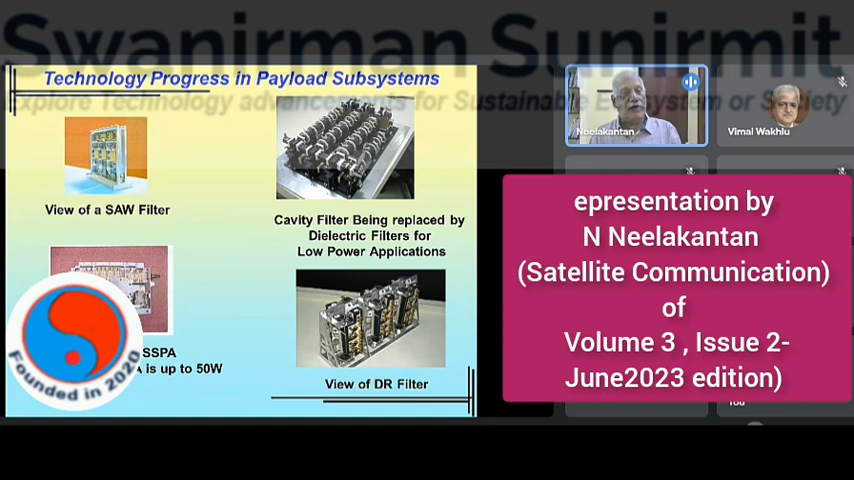 Swanirman Sunirmit
Explore Technology advancements for Sustainable Ecosystem or Society
Technology Progress in Payload Subsystems
View of a SAW Filter
Cavity Filter Being replaced by
Dielectric Filters for
Low Power Applications
SSPA
A is up to 50W
View of DR Filter
Founded in 2020
Neelakantan
Vimal Wakhlu
epresentation by
N Neelakantan
(Satellite Communication)
of
Volume 3 , Issue 2-
June2023 edition)
You